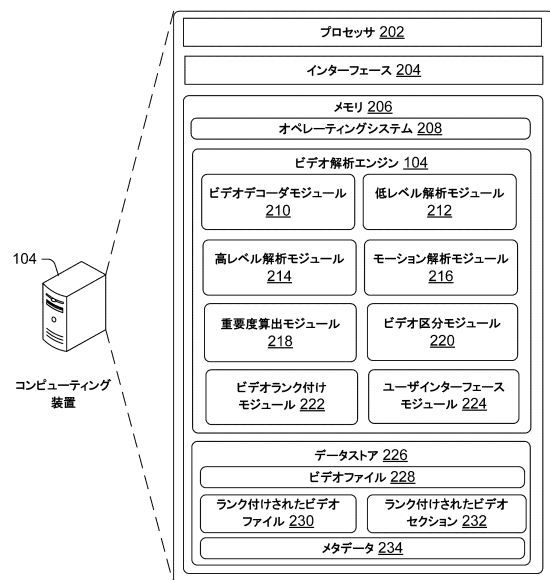 プロセッサ 202
インターフェース 204
メモリ 206
オペレーティングシステム 208
ビデオ解析エンジン 104
ビデオデコーダモジュール
210
低レベル解析モジュール
212
高レベル解析モジュール
214
モーション解析モジュール
216
重要度算出モジュール
218
ビデオ区分モジュール
220
ビデオランク付け
モジュール 222
ユーザインターフェース
モジュール 224
データストア 226
ビデオファイル 228
ランク付けされたビデオ
ファイル 230
ランク付けされたビデオ
セクション 232
メタデータ 234
104
コンピューティング
装置